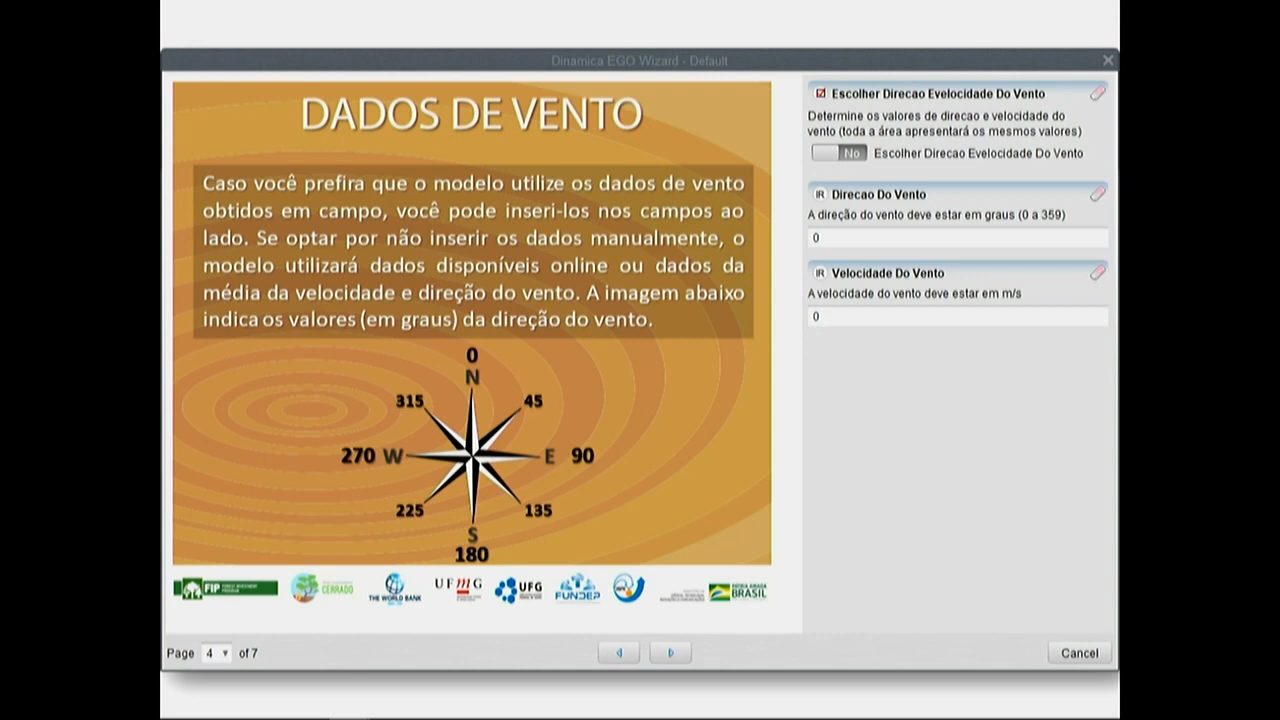 Dinamica EGO Wizard - Default
DADOS DE VENTO
Caso você prefira que o modelo utilize os dados de vento
obtidos em campo, você pode inseri-los nos campos ao
lado. Se optar por não inserir os dados manualmente, o
modelo utilizará dados disponíveis online ou dados da
média da velocidade e direção do vento. A imagem abaixo
indica os valores (em graus) da direção do vento.
0
N
315
45
270 W
E 90
225
135
S
180
FIP
CERRADO
THE WORLD BANK
UFMG
UFG
FUNDEP
PÁTRIA AMADA
BRASIL
Escolher Direcao Evelocidade Do Vento
Determine os valores de direcao e velocidade do
vento (toda a área apresentará os mesmos valores)
No Escolher Direcao Evelocidade Do Vento
IR Direcao Do Vento
A direção do vento deve estar em graus (0 a 359)
0
IR Velocidade Do Vento
A velocidade do vento deve estar em m/s
0
Page 4 of 7
Cancel